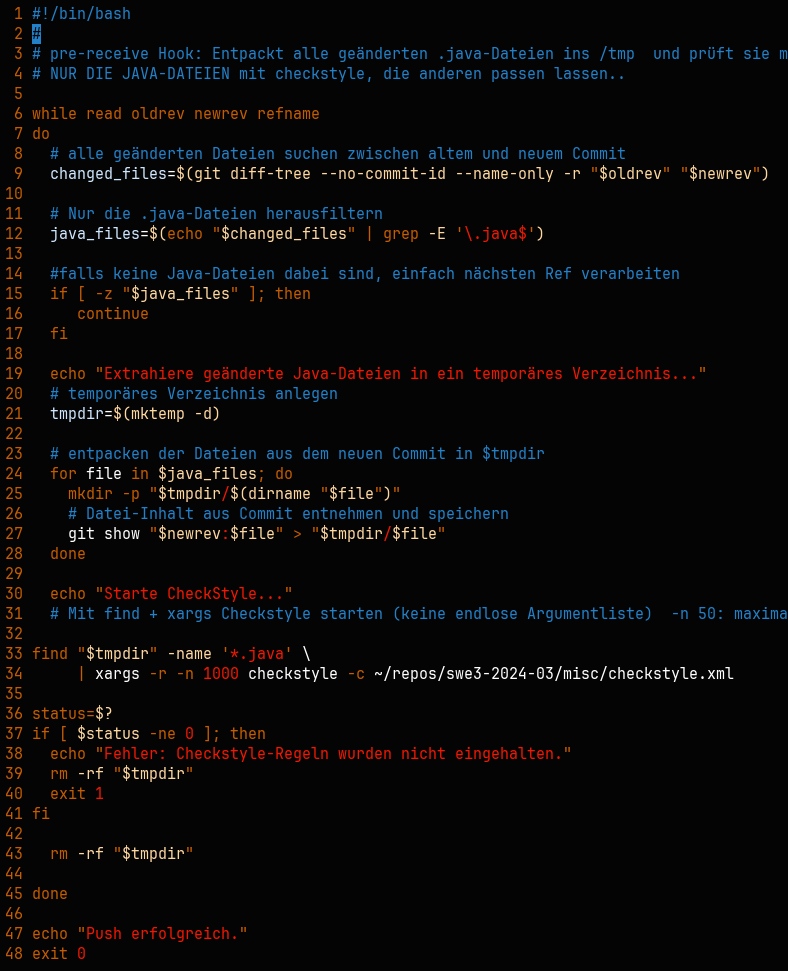 1 #!/bin/bash
2 #
3 # pre-receive Hook: Entpackt alle geänderten .java-Dateien ins /tmp  und prüft sie m
4 # NUR DIE JAVA-DATEIEN mit checkstyle, die anderen passen lassen..
5
6 while read oldrev newrev refname
7 do
8   # alle geänderten Dateien suchen zwischen altem und neuem Commit
9   changed_files=$(git diff-tree --no-commit-id --name-only -r "$oldrev" "$newrev")
10
11   # Nur die .java-Dateien herausfiltern
12   java_files=$(echo "$changed_files" | grep -E '\.java$')
13
14   #falls keine Java-Dateien dabei sind, einfach nächsten Ref verarbeiten
15   if [ -z "$java_files" ]; then
16      continue
17   fi
18
19   echo "Extrahiere geänderte Java-Dateien in ein temporäres Verzeichnis..."
20   # temporäres Verzeichnis anlegen
21   tmpdir=$(mktemp -d)
22
23   # entpacken der Dateien aus dem neuen Commit in $tmpdir
24   for file in $java_files; do
25     mkdir -p "$tmpdir/$(dirname "$file")"
26     # Datei-Inhalt aus Commit entnehmen und speichern
27     git show "$newrev:$file" > "$tmpdir/$file"
28   done
29
30   echo "Starte CheckStyle..."
31   # Mit find + xargs Checkstyle starten (keine endlose Argumentliste)  -n 50: maxima
32
33 find "$tmpdir" -name '*.java' \
34      | xargs -r -n 1000 checkstyle -c ~/repos/swe3-2024-03/misc/checkstyle.xml
35
36 status=$?
37 if [ $status -ne 0 ]; then
38   echo "Fehler: Checkstyle-Regeln wurden nicht eingehalten."
39   rm -rf "$tmpdir"
40   exit 1
41 fi
42
43   rm -rf "$tmpdir"
44
45 done
46
47 echo "Push erfolgreich."
48 exit 0